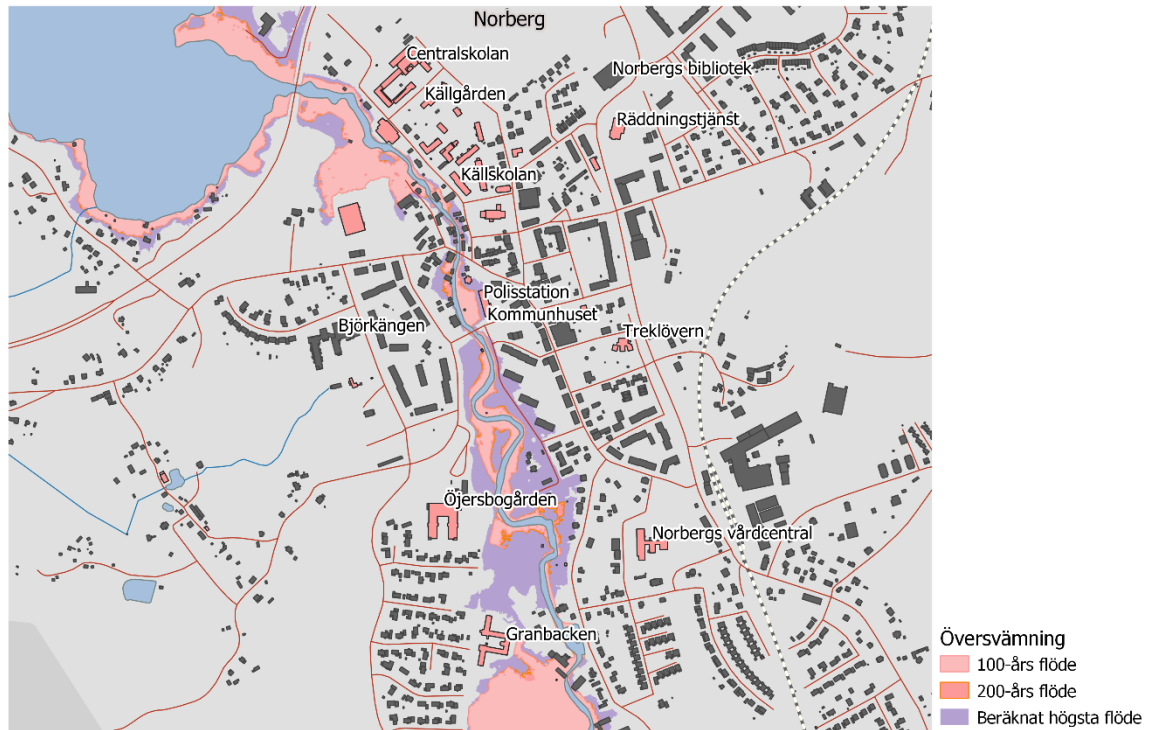 Norberg
Centralskolan
Norbergs bibliotek
Källgården
Räddningstjänst
Källskolan
Polisstation
Kommunhuset
Björkängen
Treklövern
Öjersbogården
Norbergs vårdcentral
Granbacken
Översvämning
100-års flöde
200-års flöde
Beräknat högsta flöde